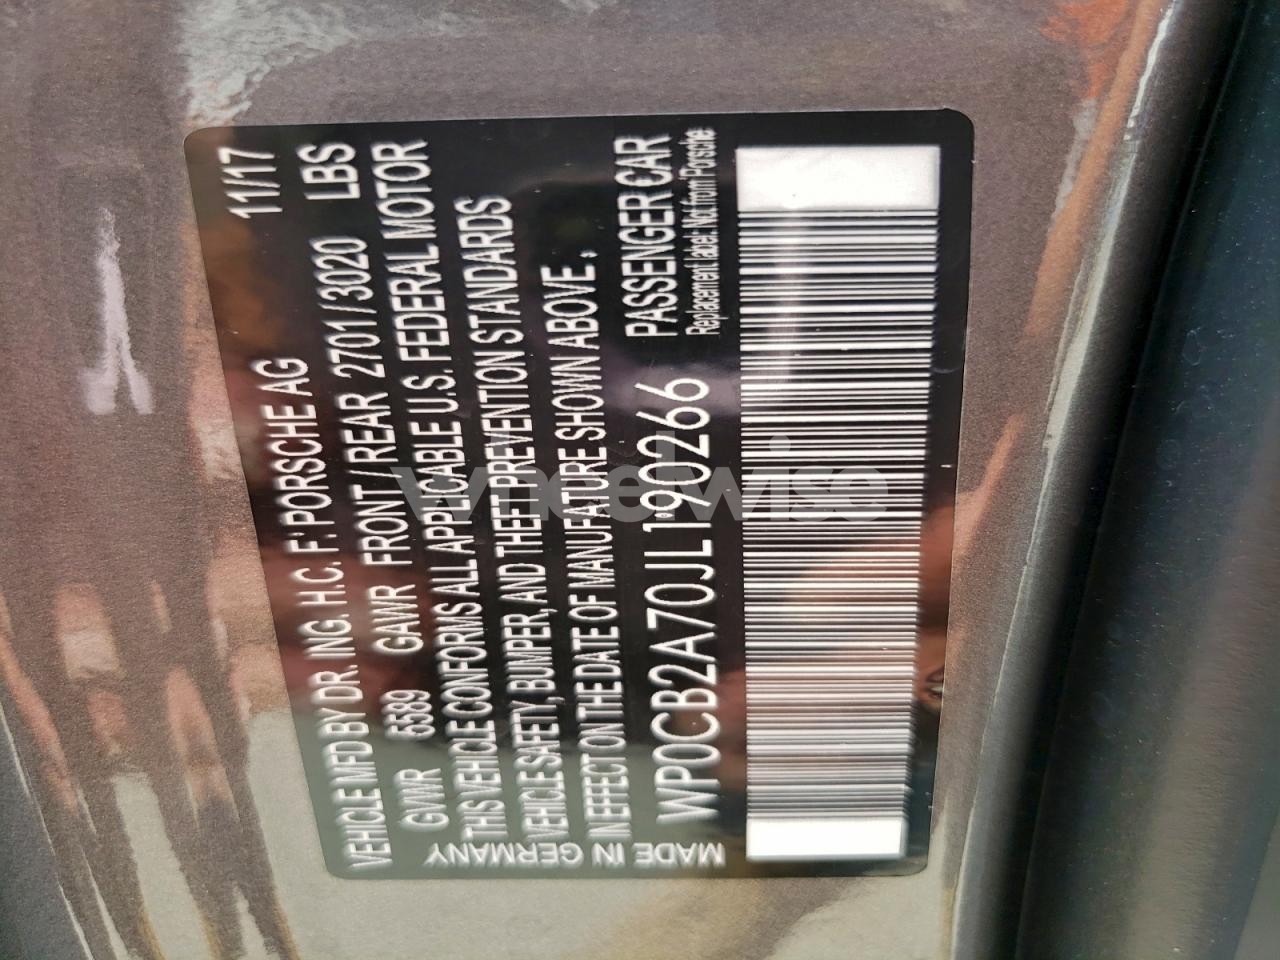 VEHICLE MFD BY DR. ING. H.C. F.' PORSCHE AG 11/17
GVWR 5589 GAWR FRONT / REAR 2701 / 3020 LBS
THIS VEHICLE CONFORMS ALL APPLICABLE U.S. FEDERAL MOTOR
VEHICLE SAFETY, BUMPER, AND THEFT PREVENTION STANDARDS
IN EFFECT ON THE DATE OF MANUFATURE SHOWN ABOVE .
WP0CB2A70JL190266 PASSENGER CAR
MADE IN GERMANY
Replacement label: Not from Porsche
wheelwise